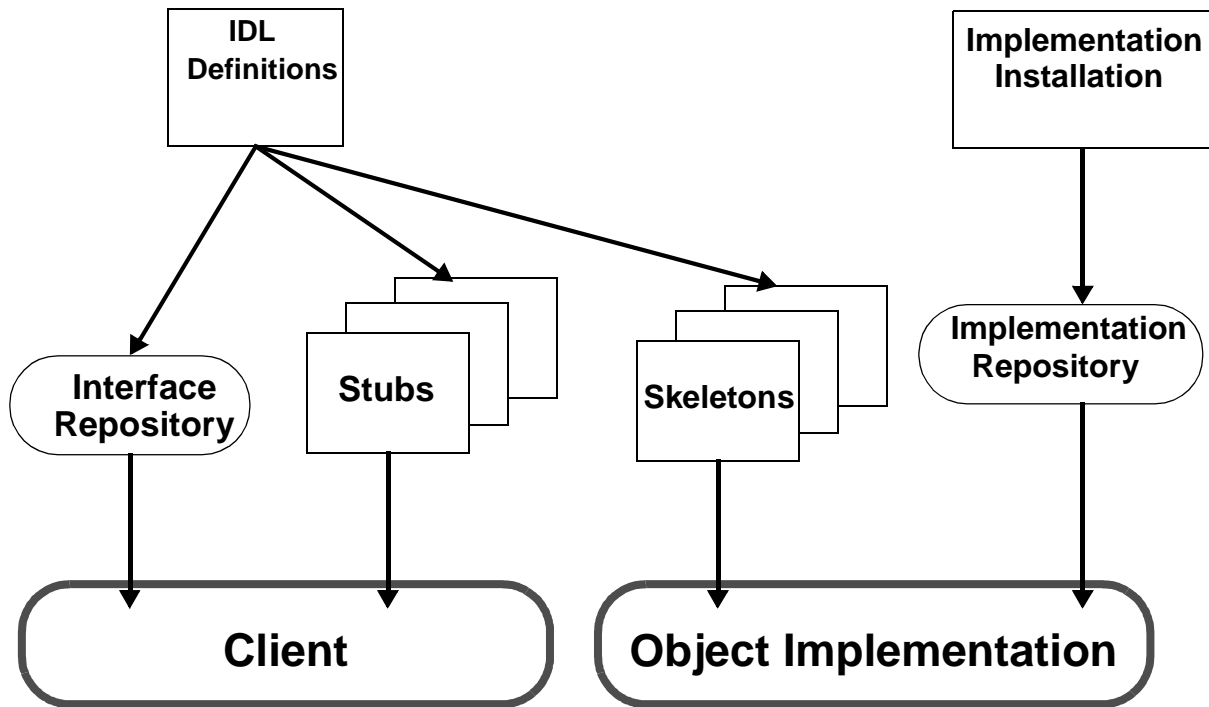 IDL
Definitions
Implementation
Installation
Interface
Repository
Stubs
Skeletons
Implementation
Repository
Client
Object Implementation